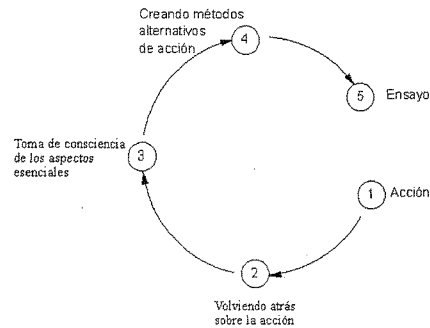 Creando métodos
alternativos
de acción
4
5
Ensayo
Toma de consciencia
de los aspectos
esenciales
3
1
Acción
2
Volviendo atrás
sobre la acción